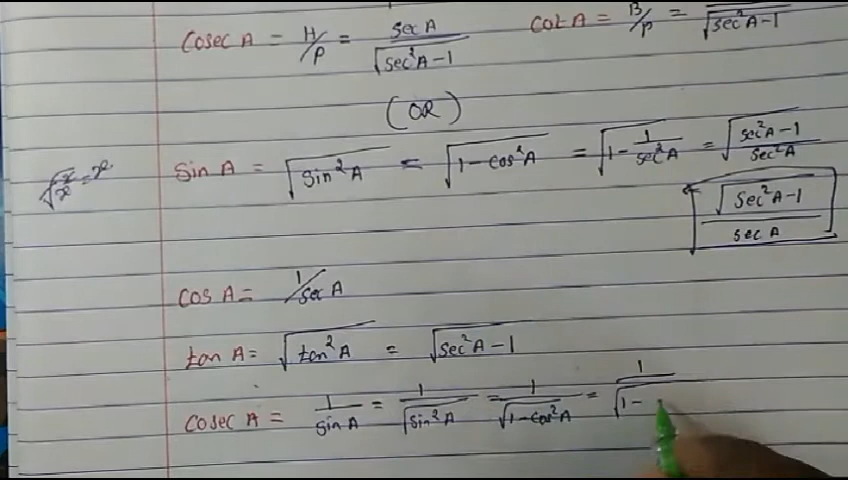 Cosec A = H/P = sec A/√(sec²A-1) cot A = B/P = /√(sec²A-1)
(OR)
sin A = √(sin²A) = √(1-cos²A) = √(1-1/sec²A) = √((sec²A-1)/sec²A)
√(sec²A-1)/sec A
cos A = 1/sec A
tan A = √(tan²A) = √(sec²A-1)
cosec A = 1/sin A = 1/√(sin²A) = 1/√(1-cos²A) = 1/√(1-